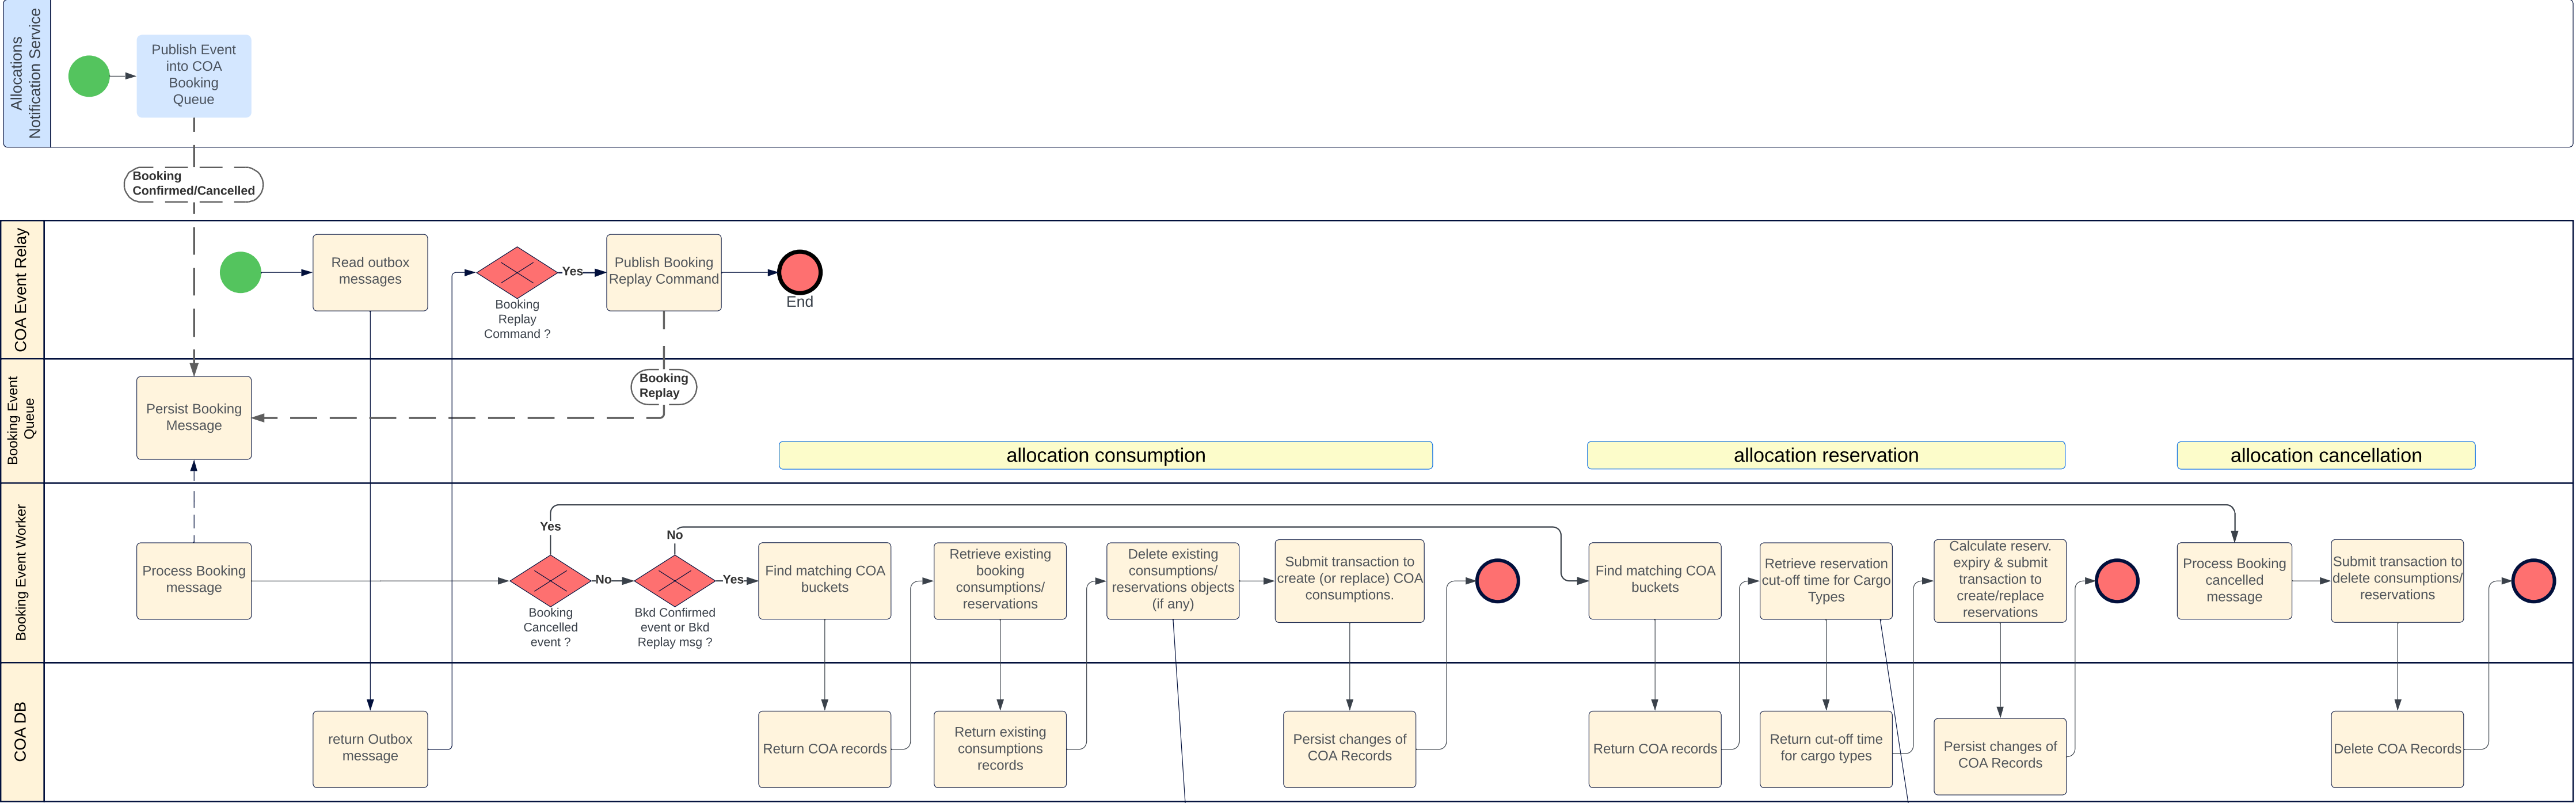 Allocations
Notification Service
Publish Event
into COA
Booking
Queue
Booking
Confirmed/Cancelled
COA Event Relay
Read outbox
messages
Booking
Replay
Command ?
Yes
Publish Booking
Replay Command
End
Booking Event
Queue
Persist Booking
Message
Booking
Replay
allocation consumption
allocation reservation
allocation cancellation
Booking Event Worker
Process Booking
message
Yes
Booking
Cancelled
event ?
No
No
Bkd Confirmed
event or Bkd
Replay msg ?
Yes
Find matching COA
buckets
Retrieve existing
booking
consumptions/
reservations
Delete existing
consumptions/
reservations objects
(if any)
Submit transaction to
create (or replace) COA
consumptions.
Find matching COA
buckets
Retrieve reservation
cut-off time for Cargo
Types
Calculate reserv.
expiry & submit
transaction to
create/replace
reservations
Process Booking
cancelled
message
Submit transaction to
delete consumptions/
reservations
COA DB
return Outbox
message
Return COA records
Return existing
consumptions
records
Persist changes of
COA Records
Return COA records
Return cut-off time
for cargo types
Persist changes of
COA Records
Delete COA Records